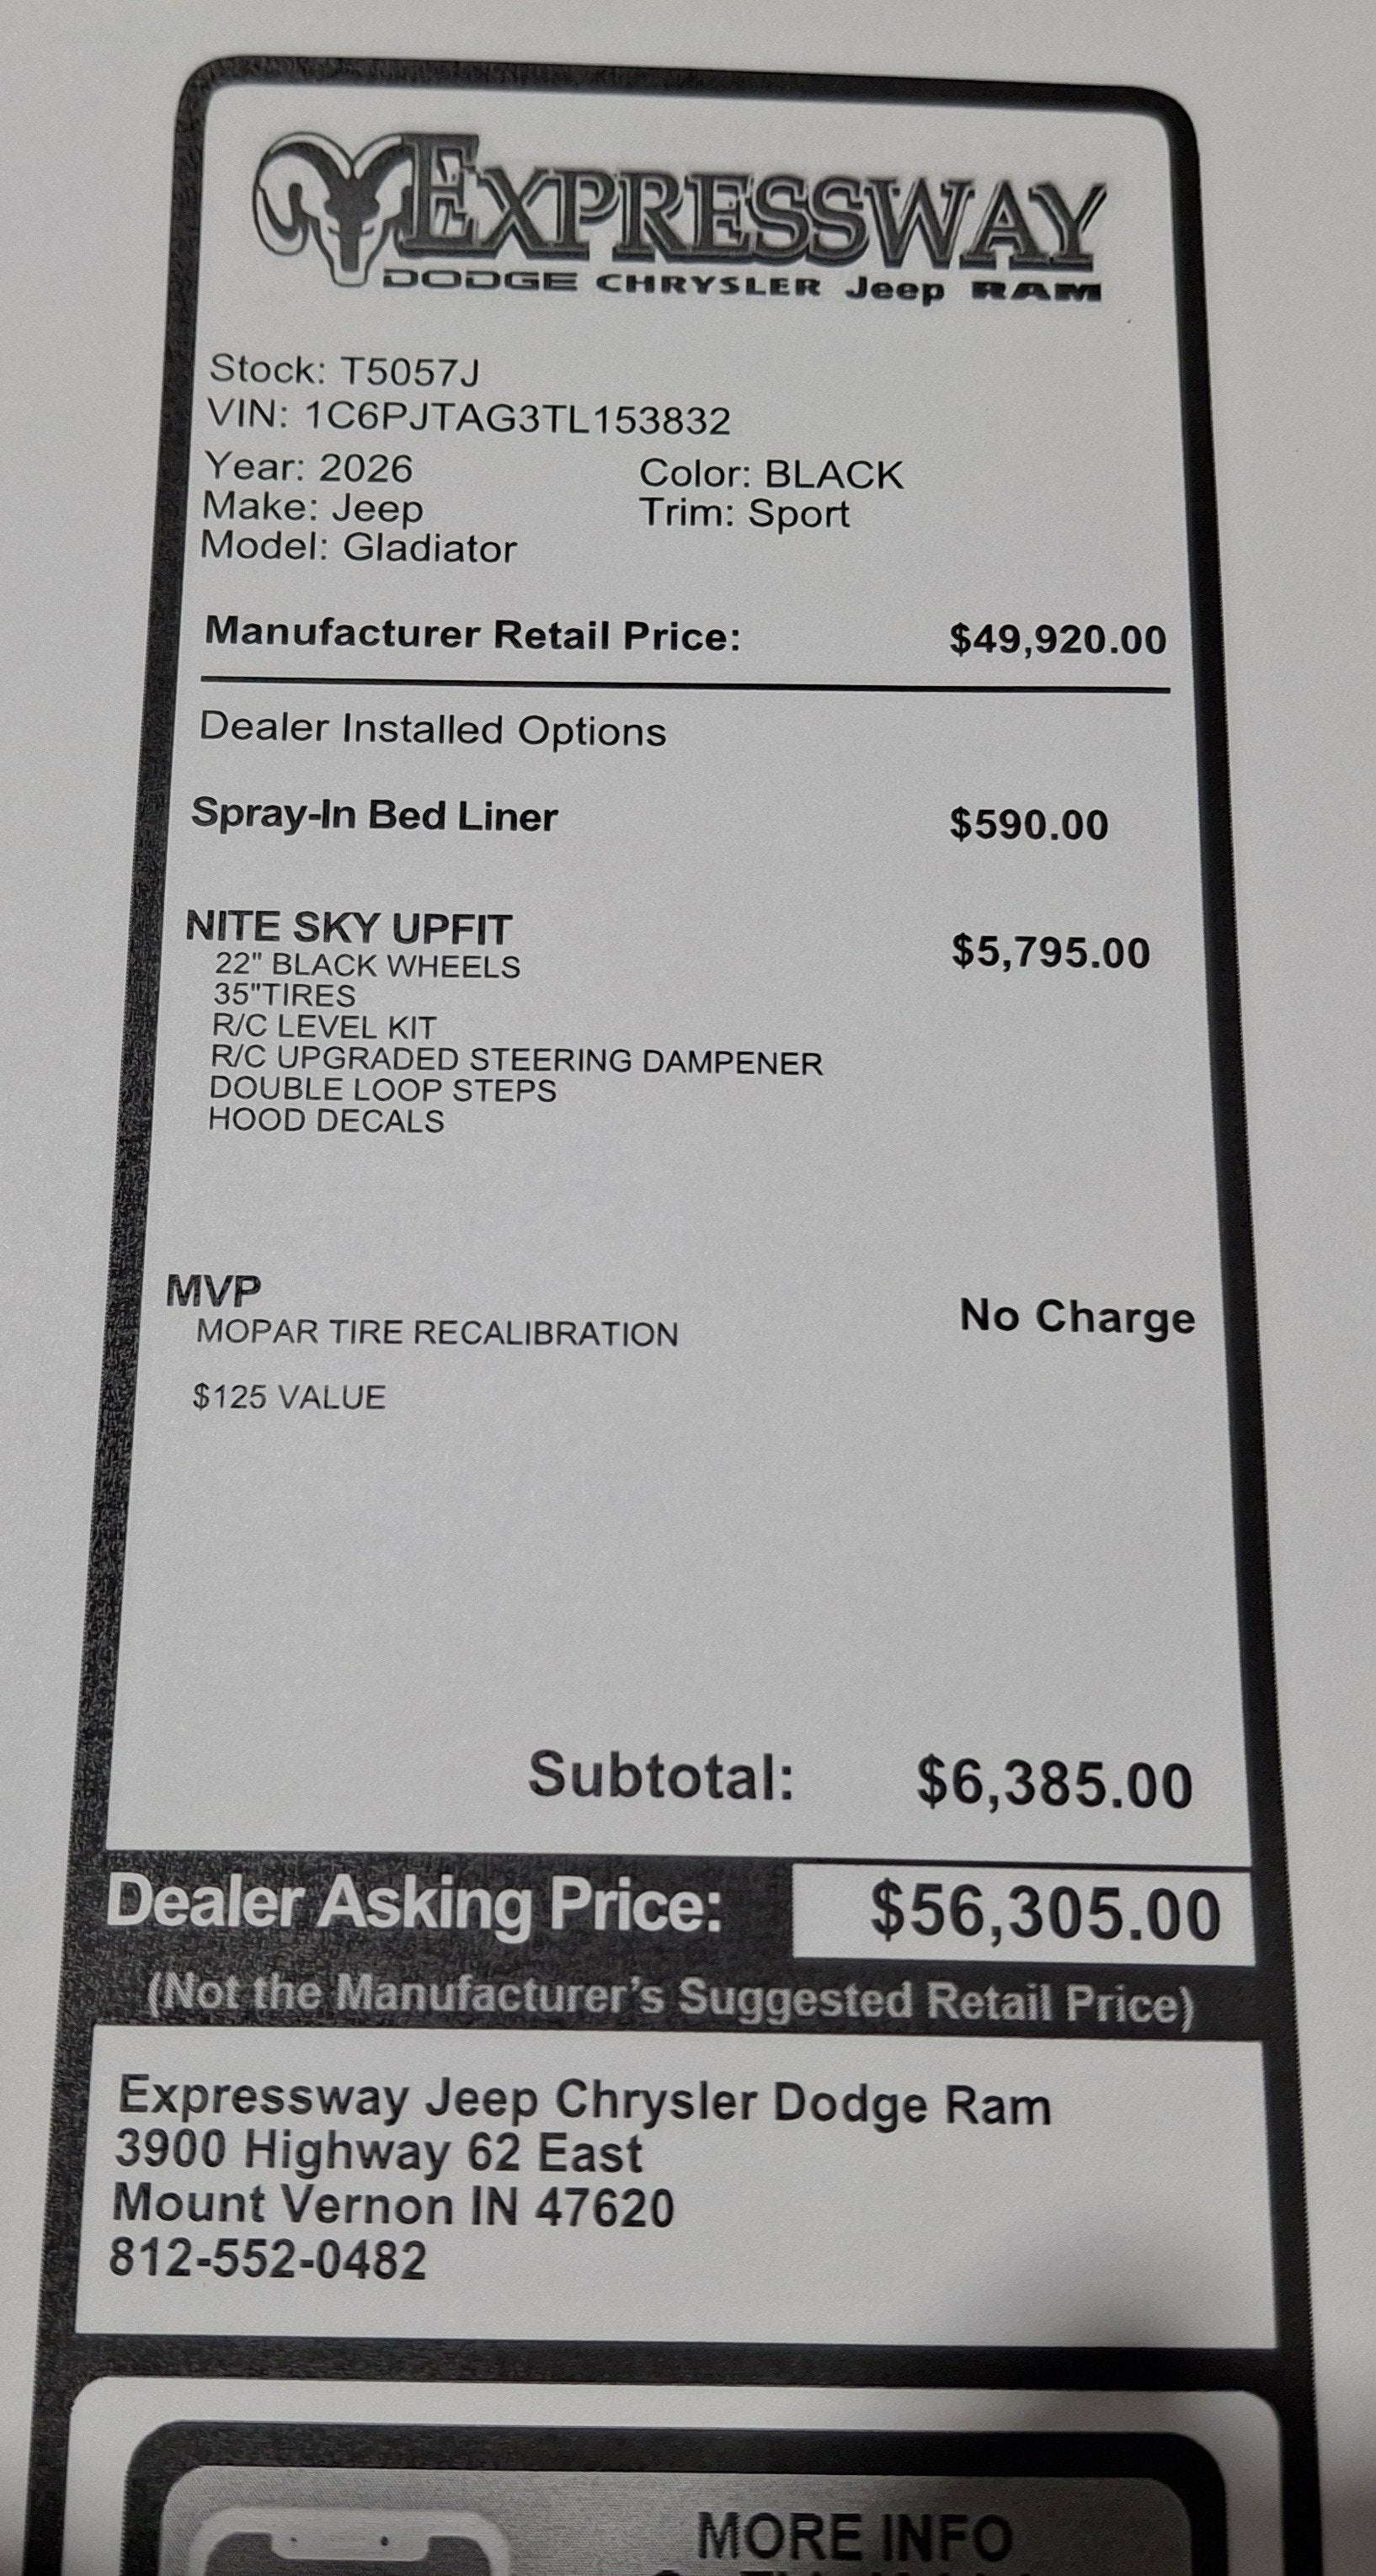 EXPRESSWAY
DODGE CHRYSLER Jeep RAM
Stock: T5057J
VIN: 1C6PJTAG3TL153832
Year: 2026 Color: BLACK
Make: Jeep Trim: Sport
Model: Gladiator
Manufacturer Retail Price: $49,920.00
Dealer Installed Options
Spray-In Bed Liner $590.00
NITE SKY UPFIT $5,795.00
22" BLACK WHEELS
35"TIRES
R/C LEVEL KIT
R/C UPGRADED STEERING DAMPENER
DOUBLE LOOP STEPS
HOOD DECALS
MVP No Charge
MOPAR TIRE RECALIBRATION
$125 VALUE
Subtotal: $6,385.00
Dealer Asking Price: $56,305.00
(Not the Manufacturer's Suggested Retail Price)
Expressway Jeep Chrysler Dodge Ram
3900 Highway 62 East
Mount Vernon IN 47620
812-552-0482
MORE INFO